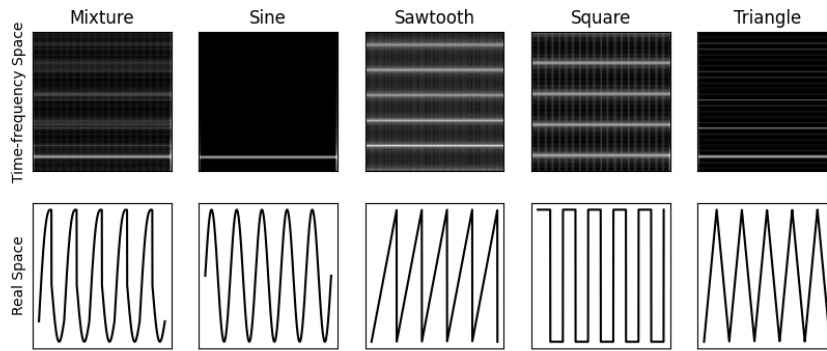 Mixture
Sine
Sawtooth
Square
Triangle
Time-frequency Space
Real Space